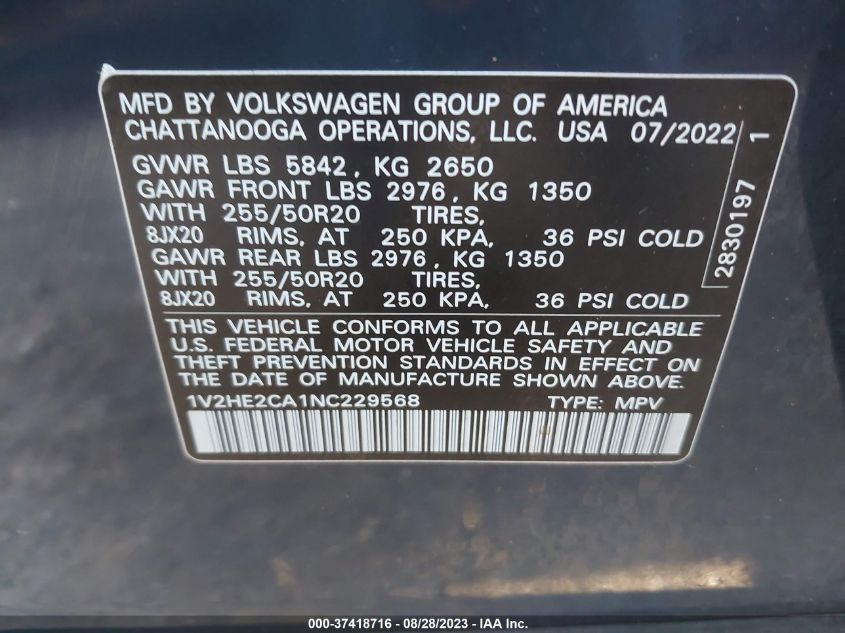 MFD BY VOLKSWAGEN GROUP OF AMERICA
CHATTANOOGA OPERATIONS, LLC. USA 07/2022
GVWR LBS 5842, KG 2650
GAWR FRONT LBS 2976, KG 1350
WITH 255/50R20 TIRES,
8JX20 RIMS, AT 250 KPA, 36 PSI COLD
GAWR REAR LBS 2976, KG 1350
WITH 255/50R20 TIRES,
8JX20 RIMS, AT 250 KPA, 36 PSI COLD
2830197 1
THIS VEHICLE CONFORMS TO ALL APPLICABLE
U.S. FEDERAL MOTOR VEHICLE SAFETY AND
THEFT PREVENTION STANDARDS IN EFFECT ON
THE DATE OF MANUFACTURE SHOWN ABOVE.
1V2HE2CA1NC229568 TYPE: MPV
000-37418716 - 08/28/2023 - IAA Inc.